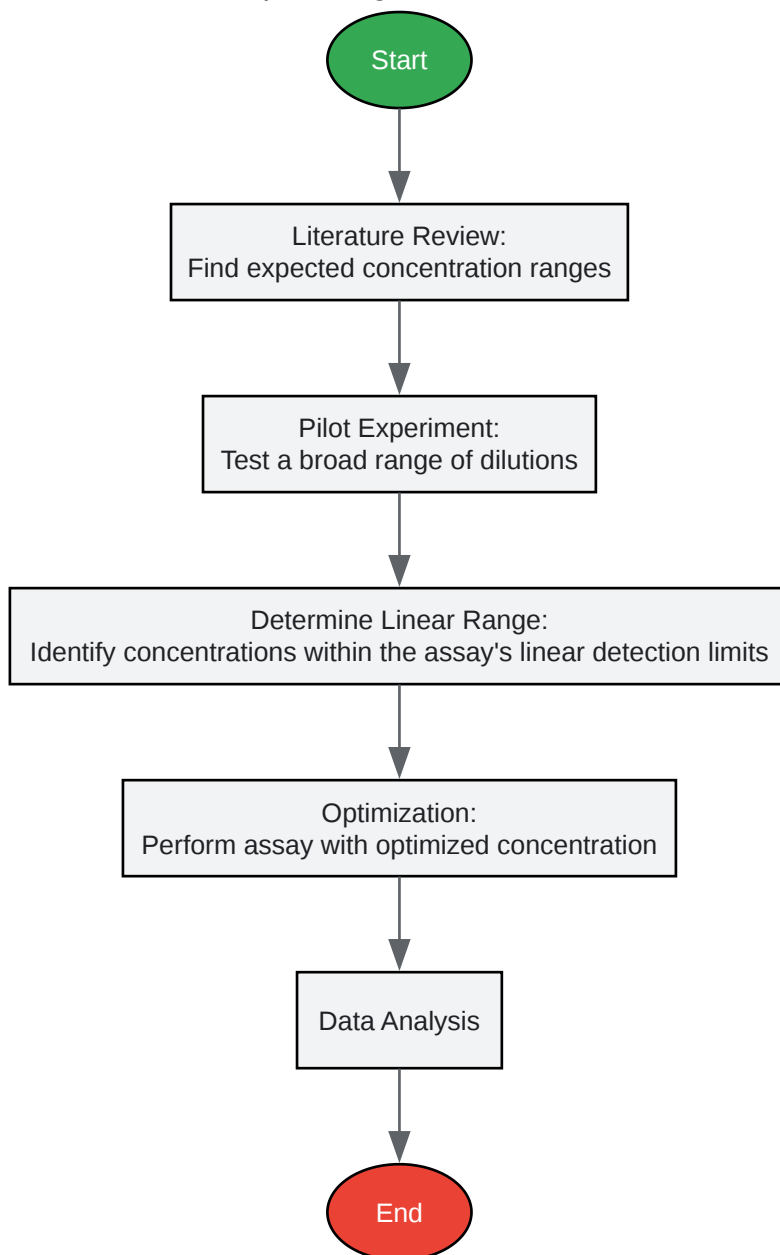 Start
Literature Review:
Find expected concentration ranges
Pilot Experiment:
Test a broad range of dilutions
Determine Linear Range:
Identify concentrations within the assay's linear detection limits
Optimization:
Perform assay with optimized concentration
Data Analysis
End